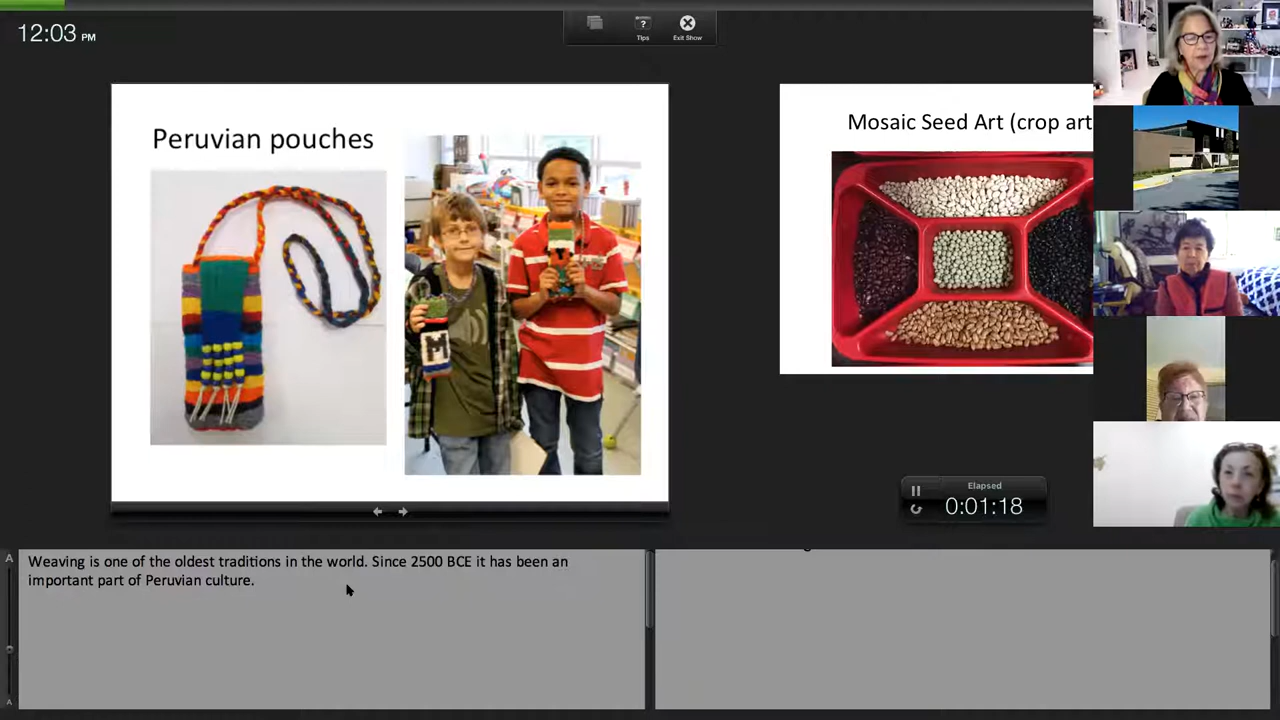 12:03 PM
Tips
Exit Show
Peruvian pouches
M
Mosaic Seed Art (crop art
Elapsed
0:01:18
A
Weaving is one of the oldest traditions in the world. Since 2500 BCE it has been an
important part of Peruvian culture.
A